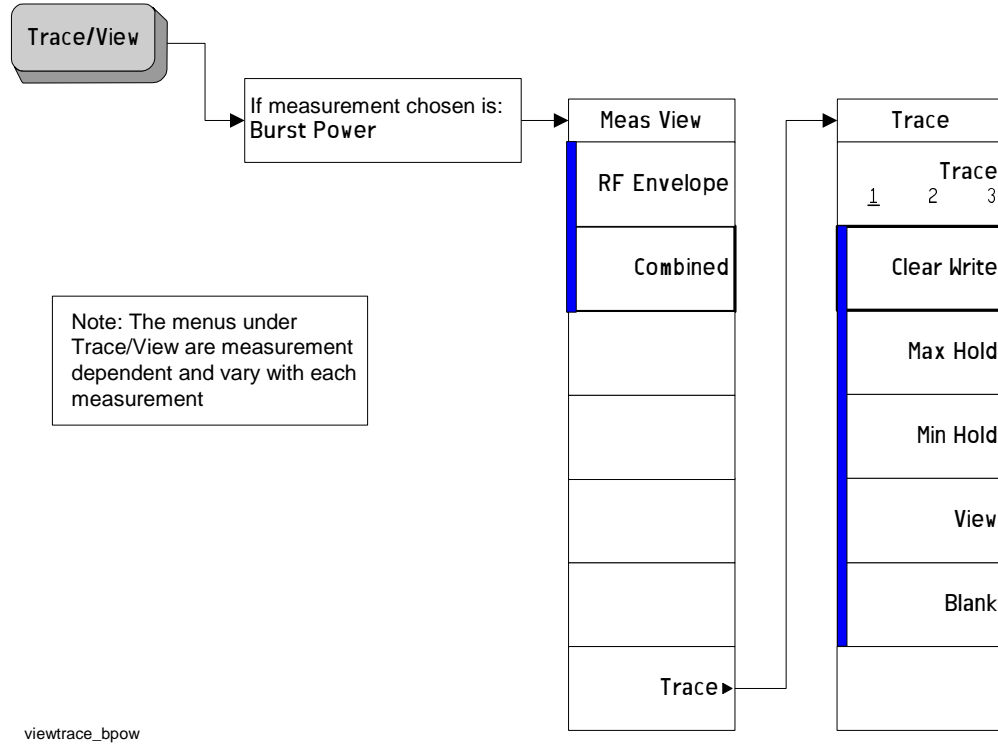 Trace/View
If measurement chosen is:
Burst Power
Note: The menus under
Trace/View are measurement
dependent and vary with each
measurement
Meas View
RF Envelope
Combined
Trace
Trace
Trace
1 2 3
Clear Write
Max Hold
Min Hold
View
Blank
viewtrace_bpow